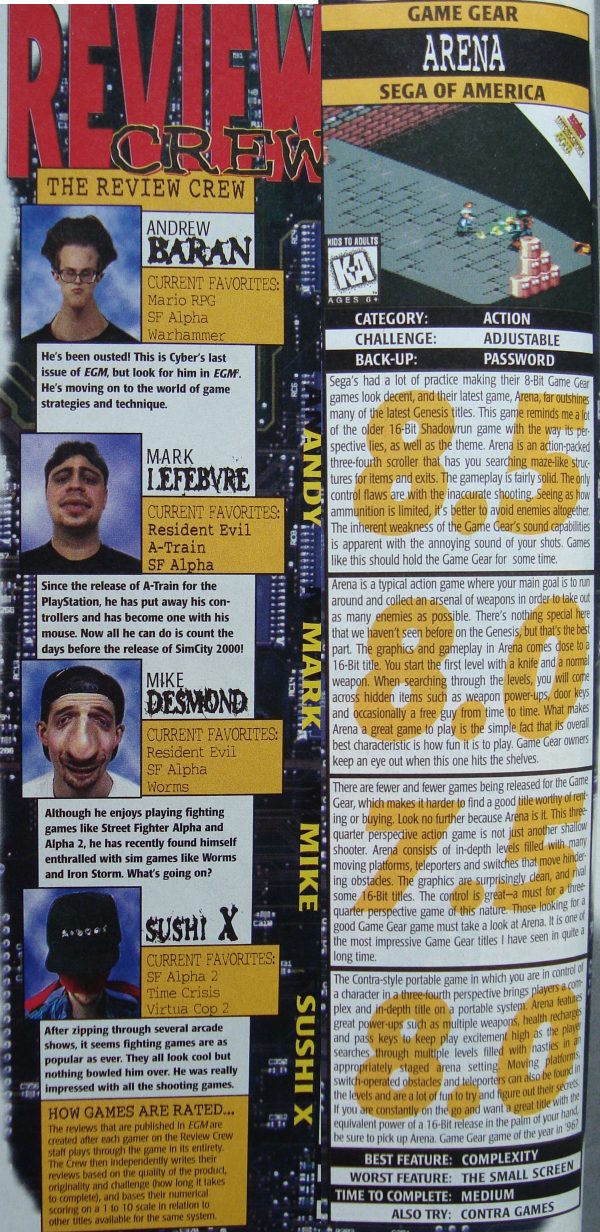 REVIEW
CREW
THE REVIEW CREW
ANDREW
BARAN
CURRENT FAVORITES:
Mario RPG
SF Alpha
Warhammer
He's been ousted! This is Cyber's last
issue of EGM, but look for him in EGM².
He's moving on to the world of game
strategies and technique.
MARK
LEFEBVRE
CURRENT FAVORITES:
Resident Evil
A-Train
SF Alpha
Since the release of A-Train for the
PlayStation, he has put away his con-
trollers and has become one with his
mouse. Now all he can do is count the
days before the release of SimCity 2000!
MIKE
DESMOND
CURRENT FAVORITES:
Resident Evil
SF Alpha
Worms
Although he enjoys playing fighting
games like Street Fighter Alpha and
Alpha 2, he has recently found himself
enthralled with sim games like Worms
and Iron Storm. What's going on?
SUSHI X
CURRENT FAVORITES:
SF Alpha 2
Time Crisis
Virtua Cop 2
After zipping through several arcade
shows, it seems fighting games are as
popular as ever. They all look cool but
nothing bowled him over. He was really
impressed with all the shooting games.
HOW GAMES ARE RATED...
The reviews that are published in EGM are
created after each gamer on the Review Crew
staff plays through the game in its entirety.
The Crew then independently writes their
reviews based on the quality of the product,
originality and challenge (how long it takes
to complete), and bases their numerical
scoring on a 1 to 10 scale in relation to
other titles available for the same system.
GAME GEAR
ARENA
SEGA OF AMERICA
KIDS TO ADULTS
K-A
AGES 6+
CATEGORY: ACTION
CHALLENGE: ADJUSTABLE
BACK-UP: PASSWORD
ANDY
8.5
Sega's had a lot of practice making their 8-Bit Game Gear
games look decent, and their latest game, Arena, far outshines
many of the latest Genesis titles. This game reminds me a lot
of the older 16-Bit Shadowrun game with the way its per-
spective lies, as well as the theme. Arena is an action-packed
three-fourth scroller that has you searching maze-like struc-
tures for items and exits. The gameplay is fairly solid. The only
control flaws are with the inaccurate shooting. Seeing as how
ammunition is limited, it's better to avoid enemies altogether.
The inherent weakness of the Game Gear's sound capabilities
is apparent with the annoying sound of your shots. Games
like this should hold the Game Gear for some time.
MARK
8.0
Arena is a typical action game where your main goal is to run
around and collect an arsenal of weapons in order to take out
as many enemies as possible. There's nothing special here
that we haven't seen before on the Genesis, but that's the best
part. The graphics and gameplay in Arena comes close to a
16-Bit title. You start the first level with a knife and a normal
weapon. When searching through the levels, you will come
across hidden items such as weapon power-ups, door keys
and occasionally a free guy from time to time. What makes
Arena a great game to play is the simple fact that its overall
best characteristic is how fun it is to play. Game Gear owners
keep an eye out when this one hits the shelves.
MIKE
7.5
There are fewer and fewer games being released for the Game
Gear, which makes it harder to find a good title worthy of rent-
ing or buying. Look no further because Arena is it. This three-
quarter perspective action game is not just another shallow
shooter. Arena consists of in-depth levels filled with many
moving platforms, teleporters and switches that move hinder-
ing obstacles. The graphics are surprisingly clean, and rival
some 16-Bit titles. The control is great—a must for a three-
quarter perspective game of this nature. Those looking for a
good Game Gear game must take a look at Arena. It is one of
the most impressive Game Gear titles I have seen in quite a
long time.
SUSHI X
8.0
The Contra-style portable game in which you are in control of
a character in a three-fourth perspective brings players a com-
plex and in-depth title on a portable system. Arena features
great power-ups such as multiple weapons, health recharges
and pass keys to keep play excitement high as the player
searches through multiple levels filled with nasties in an
appropriately staged arena setting. Moving platforms,
switch-operated obstacles and teleporters can also be found in
the levels and are a lot of fun to try and figure out their secrets.
If you are constantly on the go and want a great title with the
equivalent power of a 16-Bit release in the palm of your hand,
be sure to pick up Arena. Game Gear game of the year in '96?
BEST FEATURE: COMPLEXITY
WORST FEATURE: THE SMALL SCREEN
TIME TO COMPLETE: MEDIUM
ALSO TRY: CONTRA GAMES